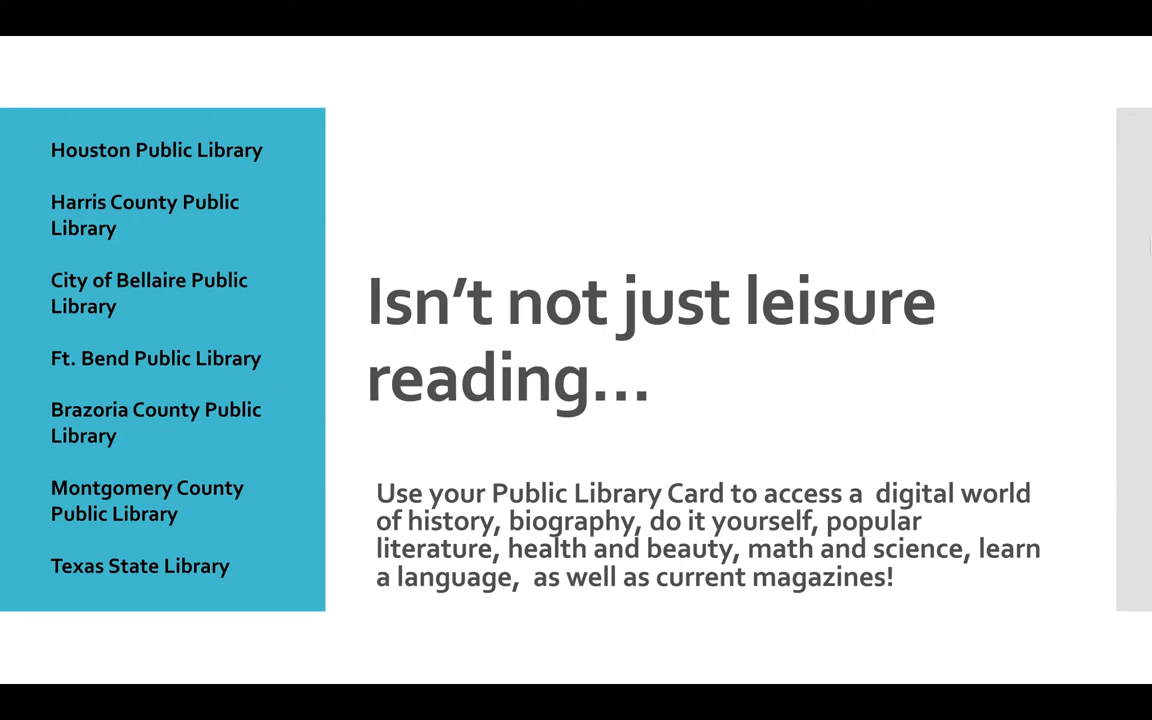 Houston Public Library
Harris County Public
Library
City of Bellaire Public
Library
Ft. Bend Public Library
Brazoria County Public
Library
Montgomery County
Public Library
Texas State Library
Isn’t not just leisure
reading…
Use your Public Library Card to access a  digital world
of history, biography, do it yourself, popular
literature, health and beauty, math and science, learn
a language,  as well as current magazines!